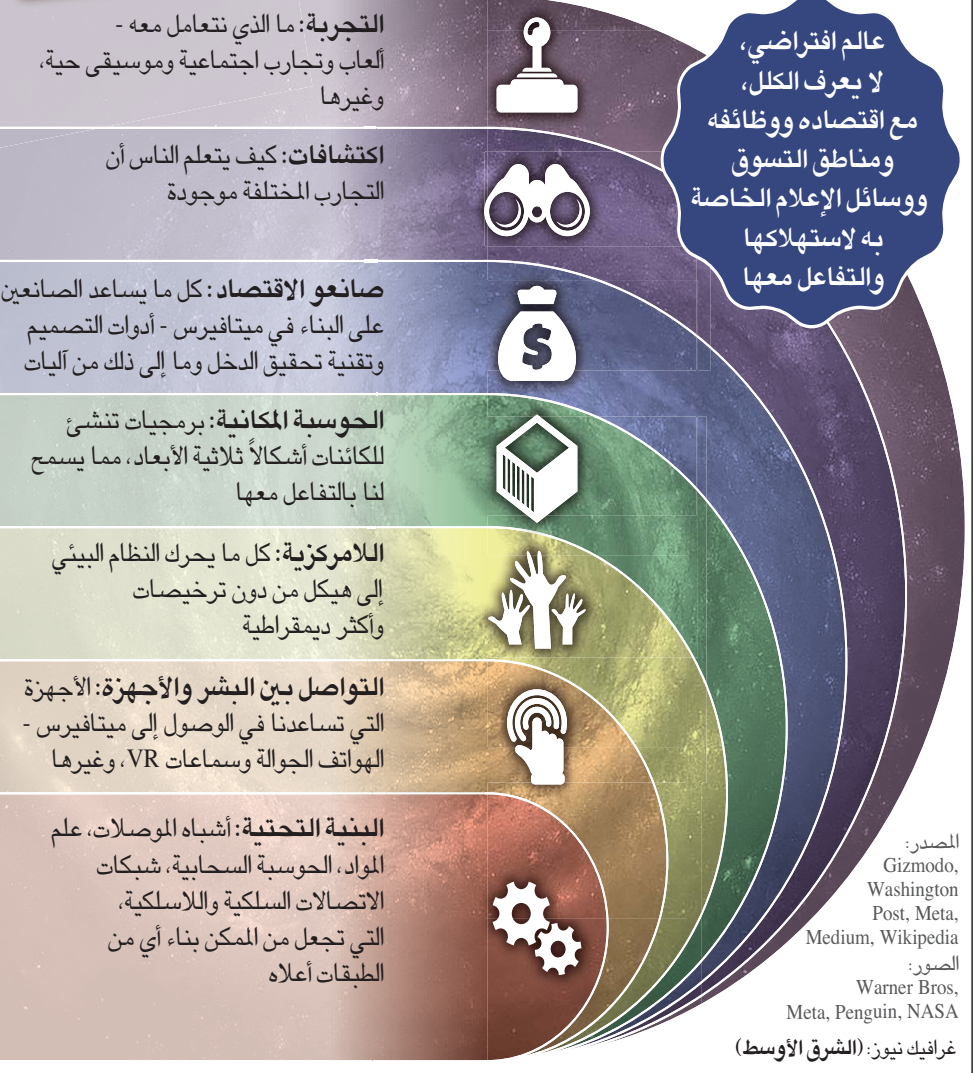 عالم افتراضي،
لا يعرف الكلل،
مع اقتصاده ووظائفه
ومناطق التسوق
ووسائل الإعلام الخاصة
به لاستهلاكها
والتفاعل معها
التجربة: ما الذي نتعامل معه -
ألعاب وتجارب اجتماعية وموسيقى حية،
وغيرها
اكتشافات: كيف يتعلم الناس أن
التجارب المختلفة موجودة
صانعو الاقتصاد: كل ما يساعد الصانعين
على البناء في ميتافيرس - أدوات التصميم
وتقنية تحقيق الدخل وما إلى ذلك من آليات
الحوسبة المكانية: برمجيات تنشئ
للكائنات أشكالاً ثلاثية الأبعاد، مما يسمح
لنا بالتفاعل معها
اللامركزية: كل ما يحرك النظام البيئي
إلى هيكل من دون ترخيصات
وأكثر ديمقراطية
التواصل بين البشر والأجهزة: الأجهزة
التي تساعدنا في الوصول إلى ميتافيرس -
الهواتف الجوالة وسماعات VR، وغيرها
البنية التحتية: أشباه الموصلات، علم
المواد، الحوسبة السحابية، شبكات
الاتصالات السلكية واللاسلكية،
التي تجعل من الممكن بناء أي من
الطبقات أعلاه
$
المصدر:
Gizmodo,
Washington
Post, Meta,
Medium, Wikipedia
الصور:
Warner Bros,
Meta, Penguin, NASA
غرافيك نيوز: (الشرق الأوسط)